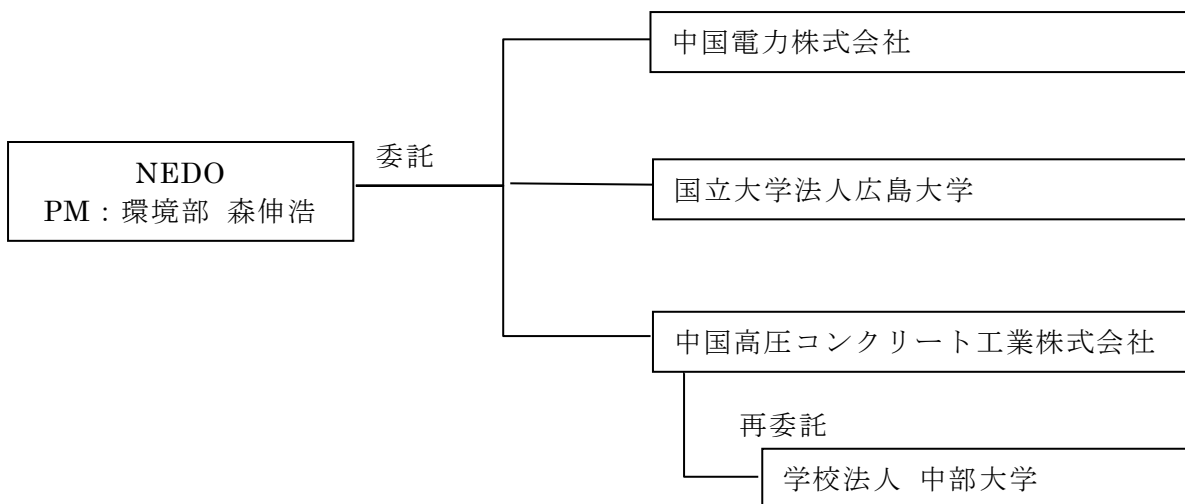 中国電力株式会社
委託
NEDO
PM：環境部 森伸浩
国立大学法人広島大学
中国高圧コンクリート工業株式会社
再委託
学校法人 中部大学